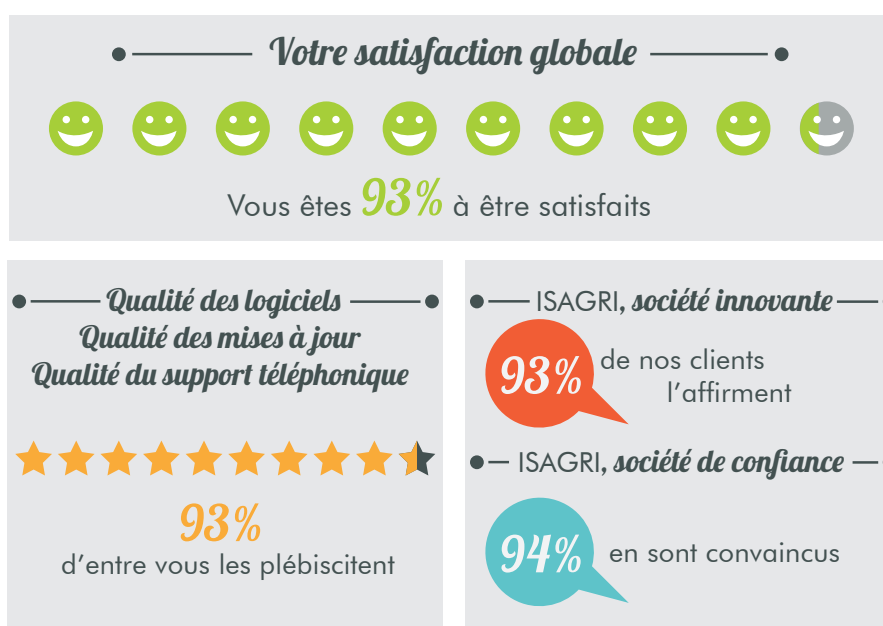 Votre satisfaction globale
Vous êtes 93% à être satisfaits
Qualité des logiciels
Qualité des mises à jour
Qualité du support téléphonique
93%
d'entre vous les plébiscitent
ISAGRI, société innovante
93% de nos clients
l'affirment
ISAGRI, société de confiance
94% en sont convaincus